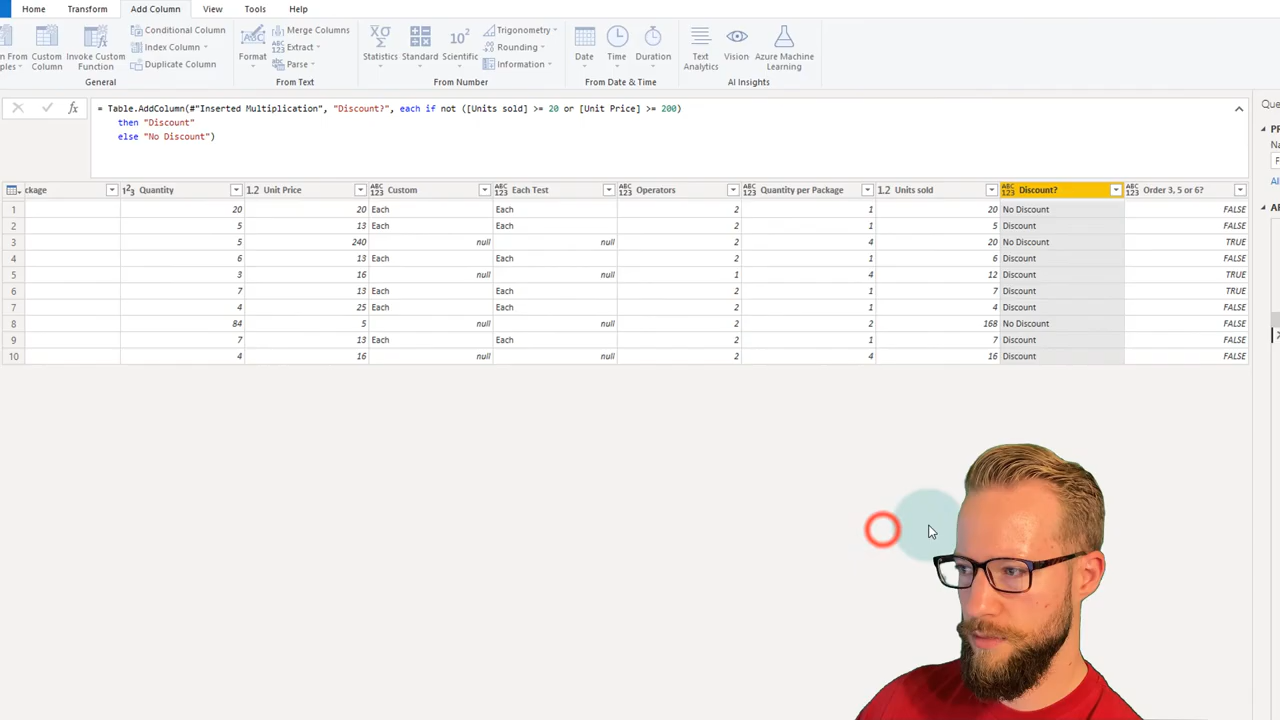 Home Transform Add Column View Tools Help
Conditional Column
Index Column
Duplicate Column
Custom Column
Invoke Custom Function
General
Format
Merge Columns
Extract
Parse
From Text
Statistics
Standard
Scientific
Trigonometry
Rounding
Information
From Number
Date
Time
Duration
From Date & Time
Text Analytics
Vision
Azure Machine Learning
AI Insights
= Table.AddColumn(#"Inserted Multiplication", "Discount?", each if not ([Units sold] >= 20 or [Unit Price] >= 200)
then "Discount"
else "No Discount")
ckage Quantity Unit Price Custom Each Test Operators Quantity per Package Units sold Discount? Order 3, 5 or 6?
1 20 20 Each Each 2 1 20 No Discount FALSE
2 5 13 Each Each 2 1 5 Discount FALSE
3 5 240 null null 2 4 20 No Discount TRUE
4 6 13 Each Each 2 1 6 Discount FALSE
5 3 16 null null 1 4 12 Discount TRUE
6 7 13 Each Each 2 1 7 Discount TRUE
7 4 25 Each Each 2 1 4 Discount FALSE
8 84 5 null null 2 2 168 No Discount FALSE
9 7 13 Each Each 2 1 7 Discount FALSE
10 4 16 null null 2 4 16 Discount FALSE